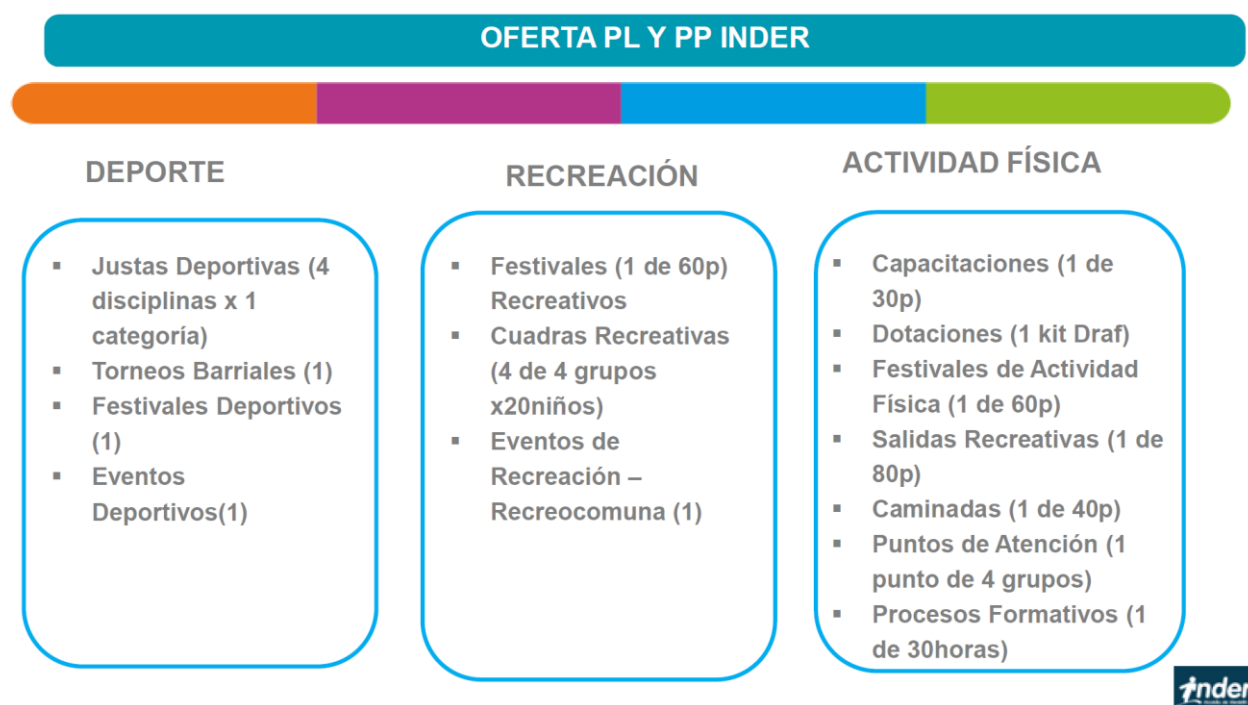 OFERTA PL Y PP INDER
DEPORTE
▪ Justas Deportivas (4
disciplinas x 1
categoría)
▪ Torneos Barriales (1)
▪ Festivales Deportivos
(1)
▪ Eventos
Deportivos(1)
RECREACIÓN
▪ Festivales (1 de 60p)
Recreativos
▪ Cuadras Recreativas
(4 de 4 grupos
x20niños)
▪ Eventos de
Recreación –
Recreocomuna (1)
ACTIVIDAD FÍSICA
▪ Capacitaciones (1 de
30p)
▪ Dotaciones (1 kit Draf)
▪ Festivales de Actividad
Física (1 de 60p)
▪ Salidas Recreativas (1 de
80p)
▪ Caminadas (1 de 40p)
▪ Puntos de Atención (1
punto de 4 grupos)
▪ Procesos Formativos (1
de 30horas)
inder